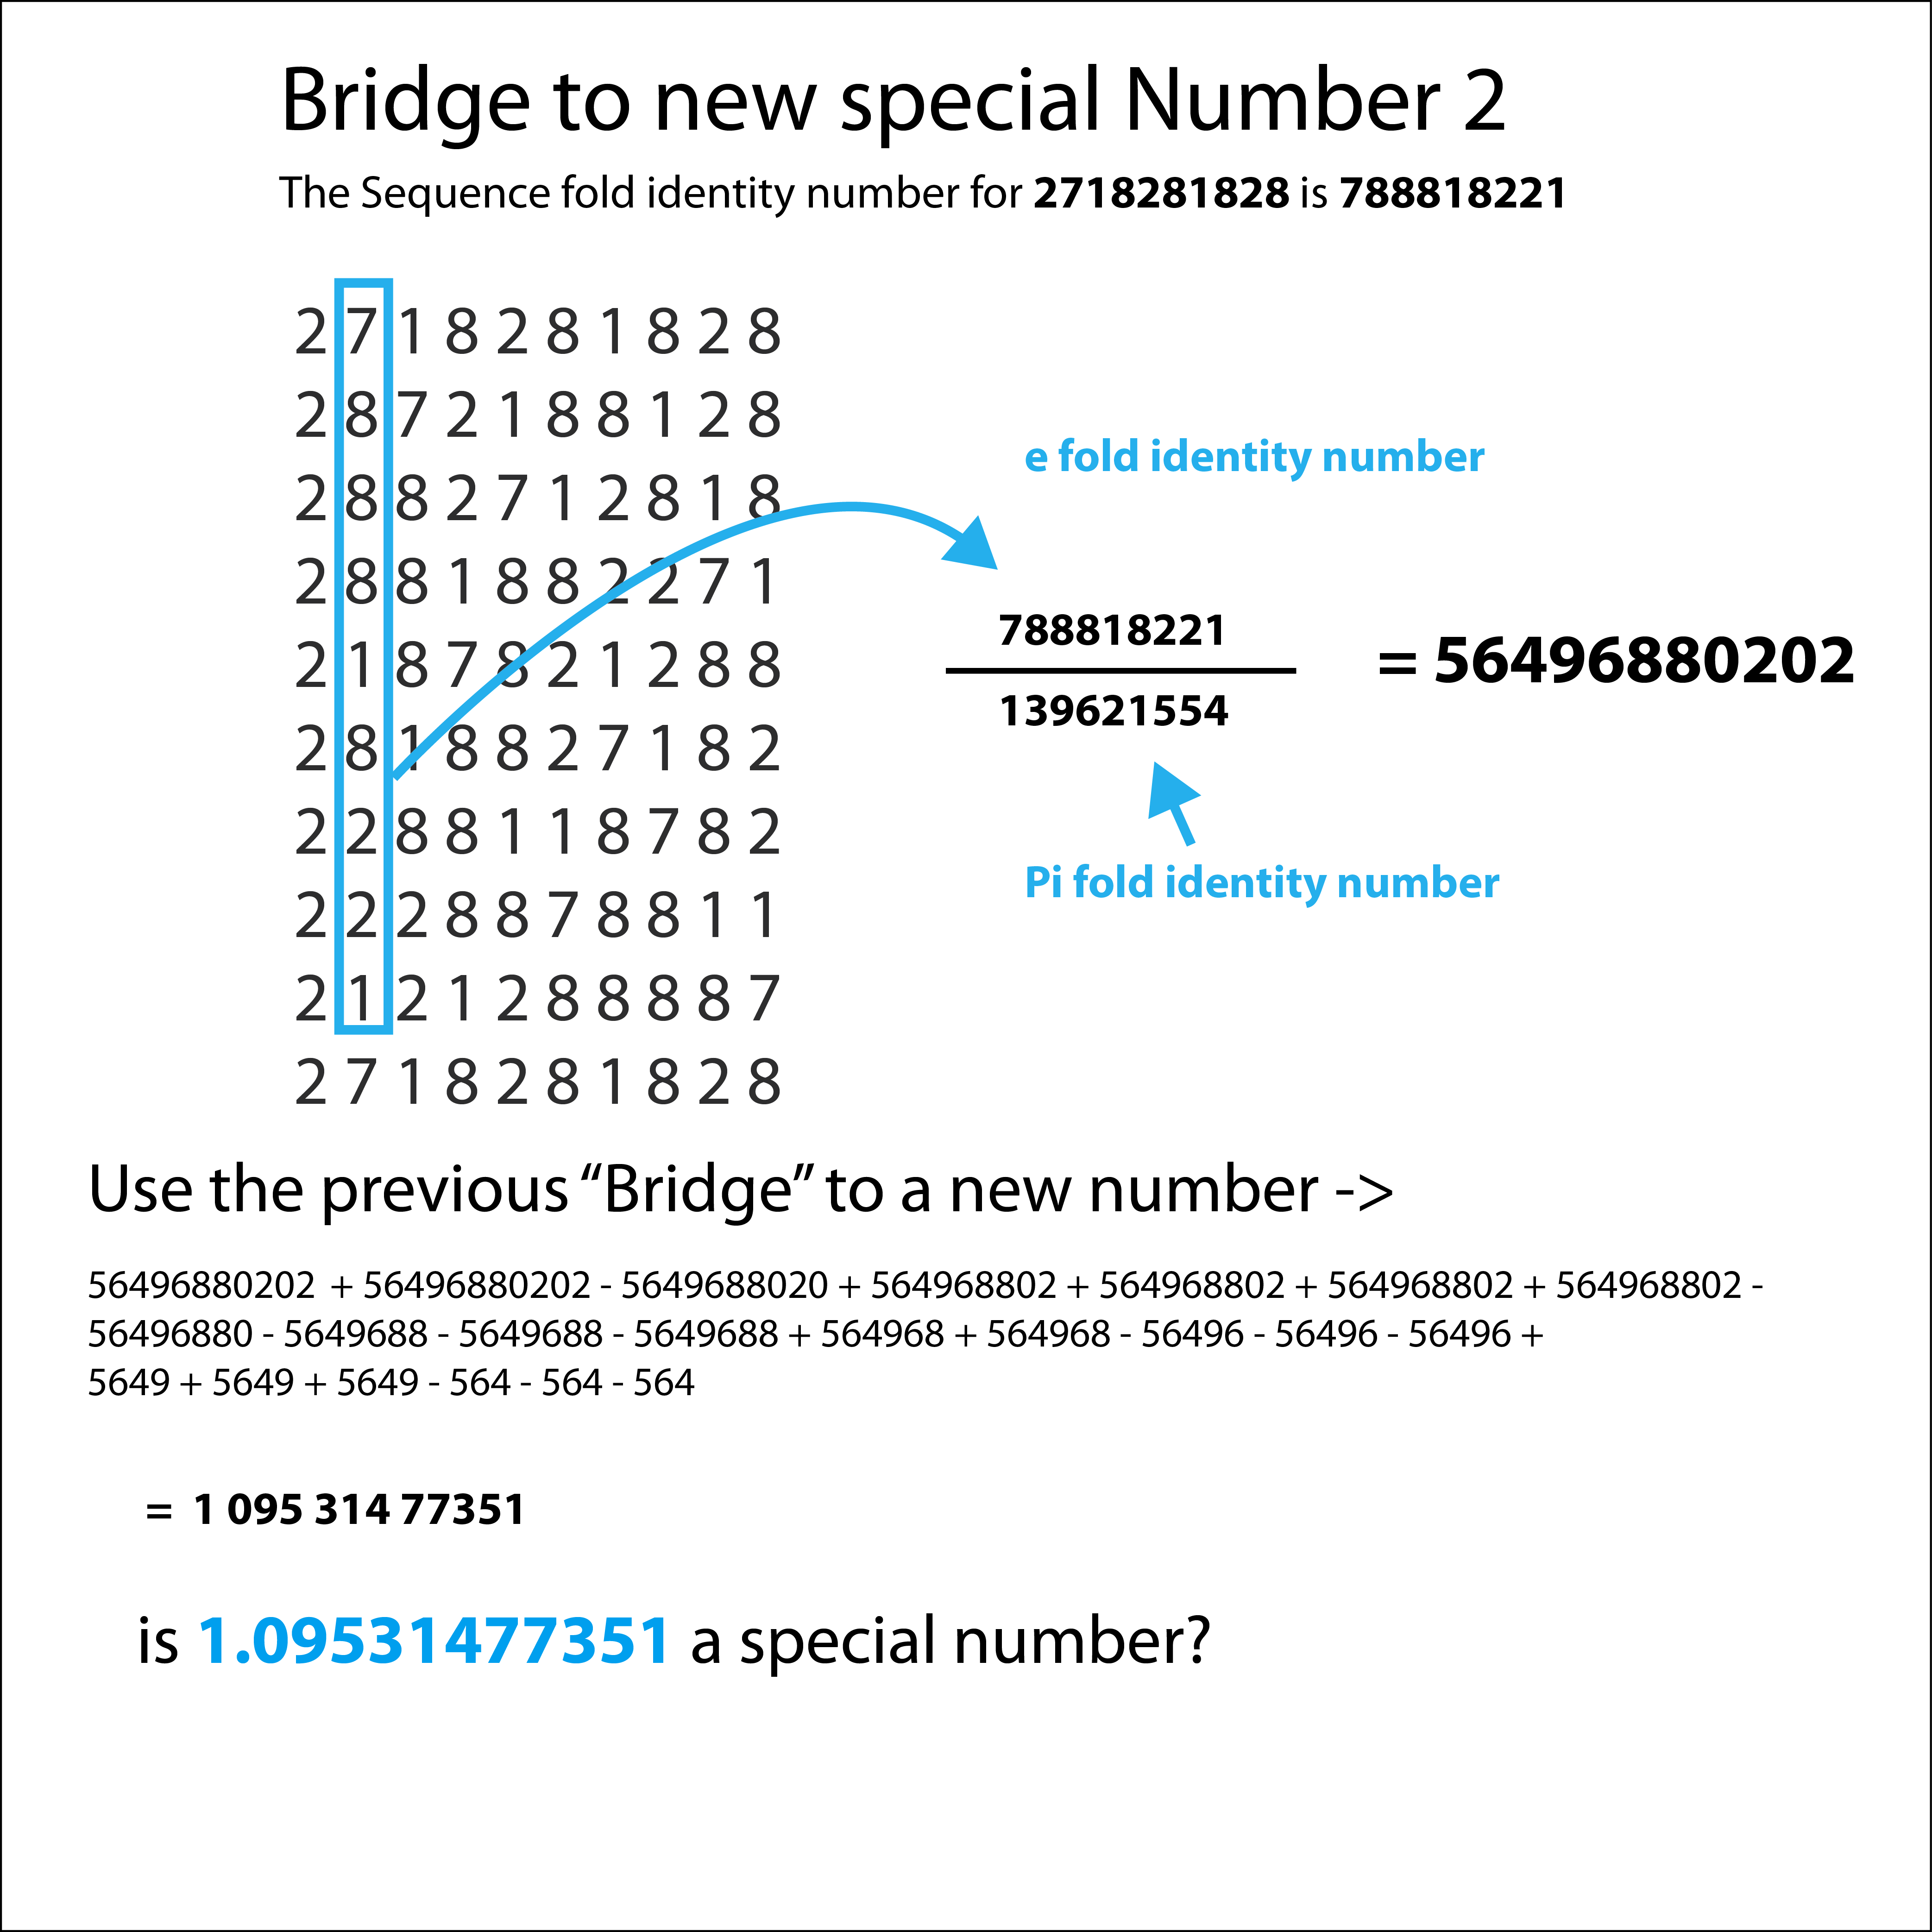 Bridge to new special Number 2
The Sequence fold identity number for 2718281828 is 788818221
2 7 1 8 2 8 1 8 2 8
2 8 7 2 1 8 8 1 2 8
2 8 8 2 7 1 2 8 1 8
2 8 8 1 8 8 2 2 7 1
2 1 8 7 8 2 1 2 8 8
2 8 1 8 8 2 7 1 8 2
2 2 8 8 1 1 8 7 8 2
2 2 2 8 8 7 8 8 1 1
2 1 2 1 2 8 8 8 8 7
2 7 1 8 2 8 1 8 2 8
e fold identity number
788818221
139621554
= 56496880202
Pi fold identity number
Use the previous “Bridge” to a new number ->
56496880202 + 56496880202 - 5649688020 + 564968802 + 564968802 + 564968802 + 564968802 -
56496880 - 5649688 - 5649688 - 5649688 + 564968 + 564968 - 56496 - 56496 - 56496 +
5649 + 5649 + 5649 - 564 - 564 - 564
= 1 095 314 77351
is 1.09531477351 a special number?